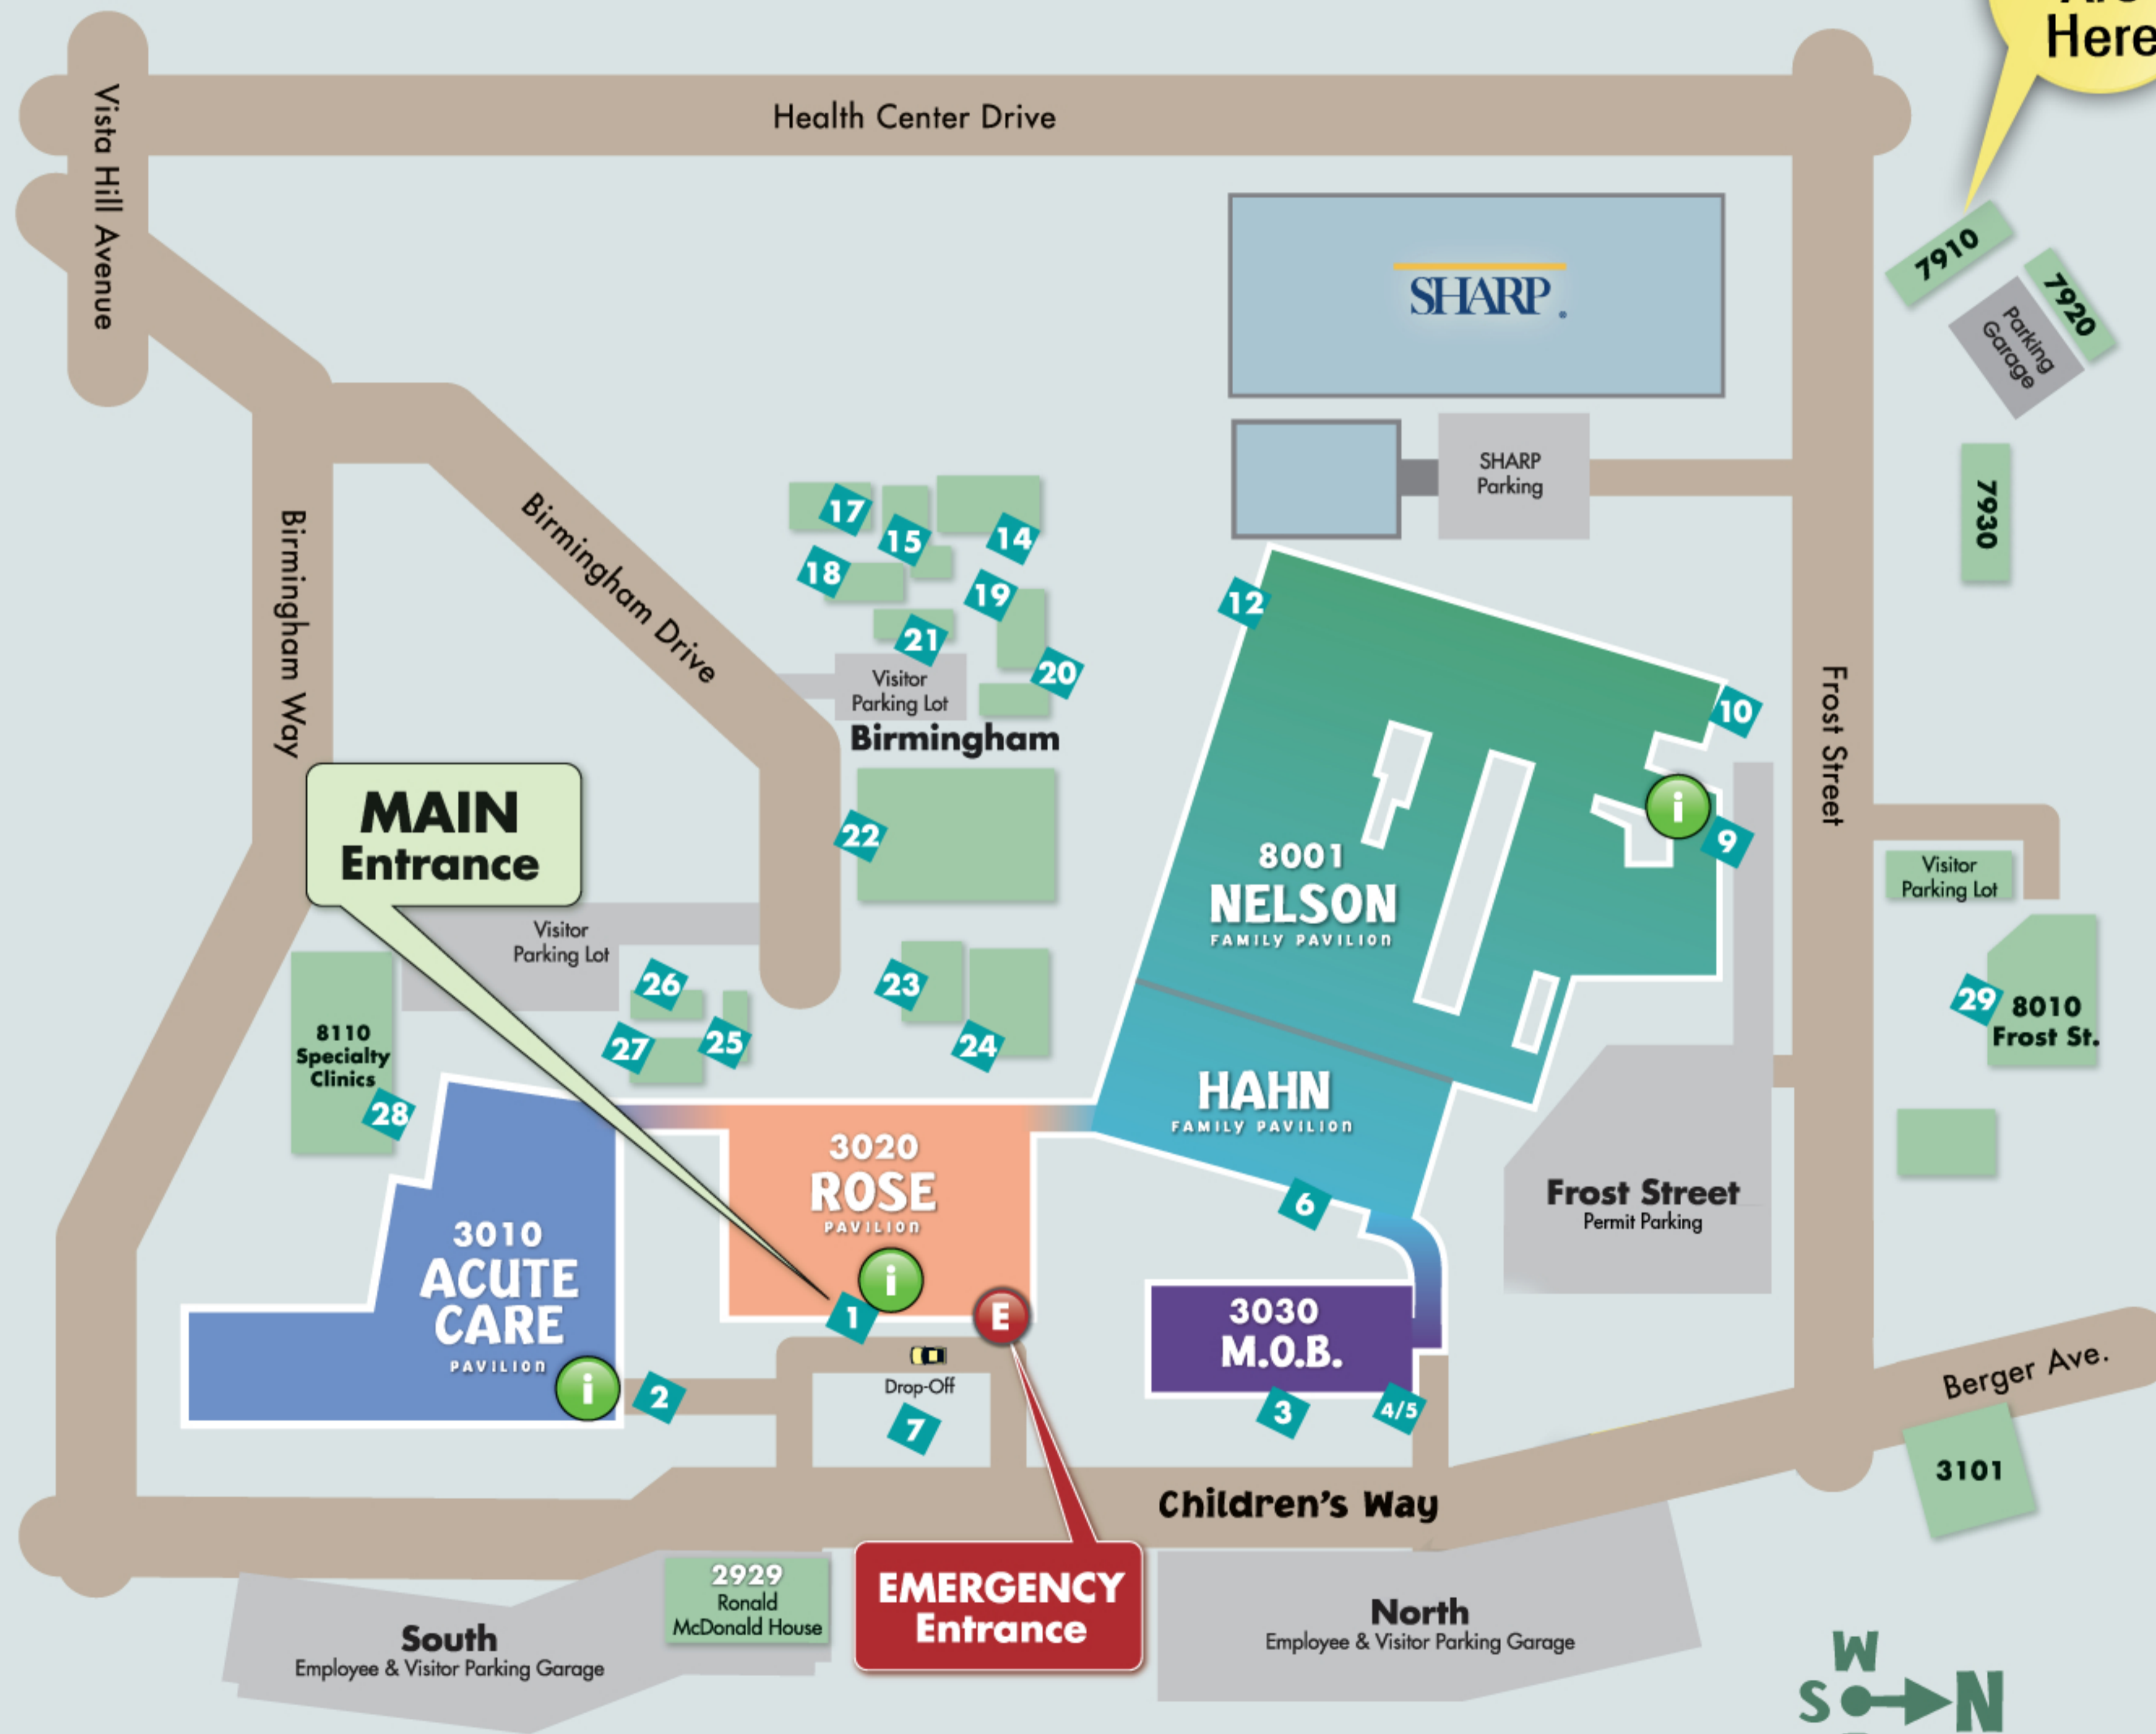 Here
Health Center Drive
Vista Hill Avenue
SHARP
7910
7920
Parking
Garage
SHARP
Parking
7930
Birmingham Way
Birmingham Drive
Frost Street
17
15
14
18
19
21
20
12
10
Visitor
Parking Lot
Birmingham
MAIN
Entrance
22
i
9
8001
NELSON
FAMILY PAVILION
Visitor
Parking Lot
Visitor
Parking Lot
26
23
27
25
24
29
8010
Frost St.
8110
Specialty
Clinics
28
HAHN
FAMILY PAVILION
3020
ROSE
PAVILION
6
Frost Street
Permit Parking
3010
ACUTE
CARE
PAVILION
i
i
1
E
3030
M.O.B.
2
Drop-Off
7
3
4/5
Berger Ave.
3101
Children's Way
2929
Ronald
McDonald House
EMERGENCY
Entrance
South
Employee & Visitor Parking Garage
North
Employee & Visitor Parking Garage
W
S N